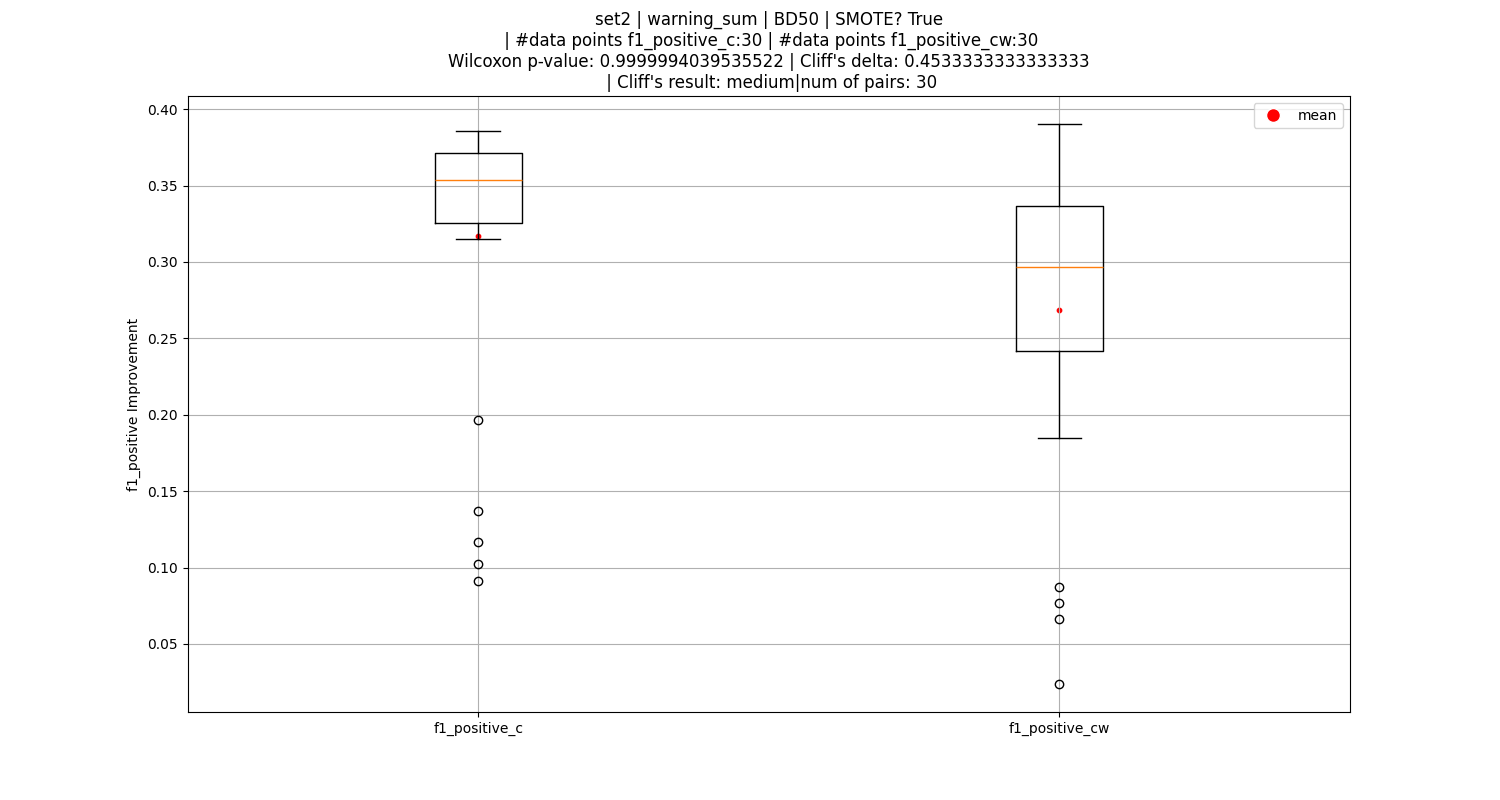 set2 | warning_sum | BD50 | SMOTE? True
| #data points f1_positive_c:30 | #data points f1_positive_cw:30
Wilcoxon p-value: 0.9999994039535522 | Cliff's delta: 0.4533333333333333
| Cliff's result: medium|num of pairs: 30
mean
f1_positive Improvement
0.40
0.35
0.30
0.25
0.20
0.15
0.10
0.05
f1_positive_c
f1_positive_cw